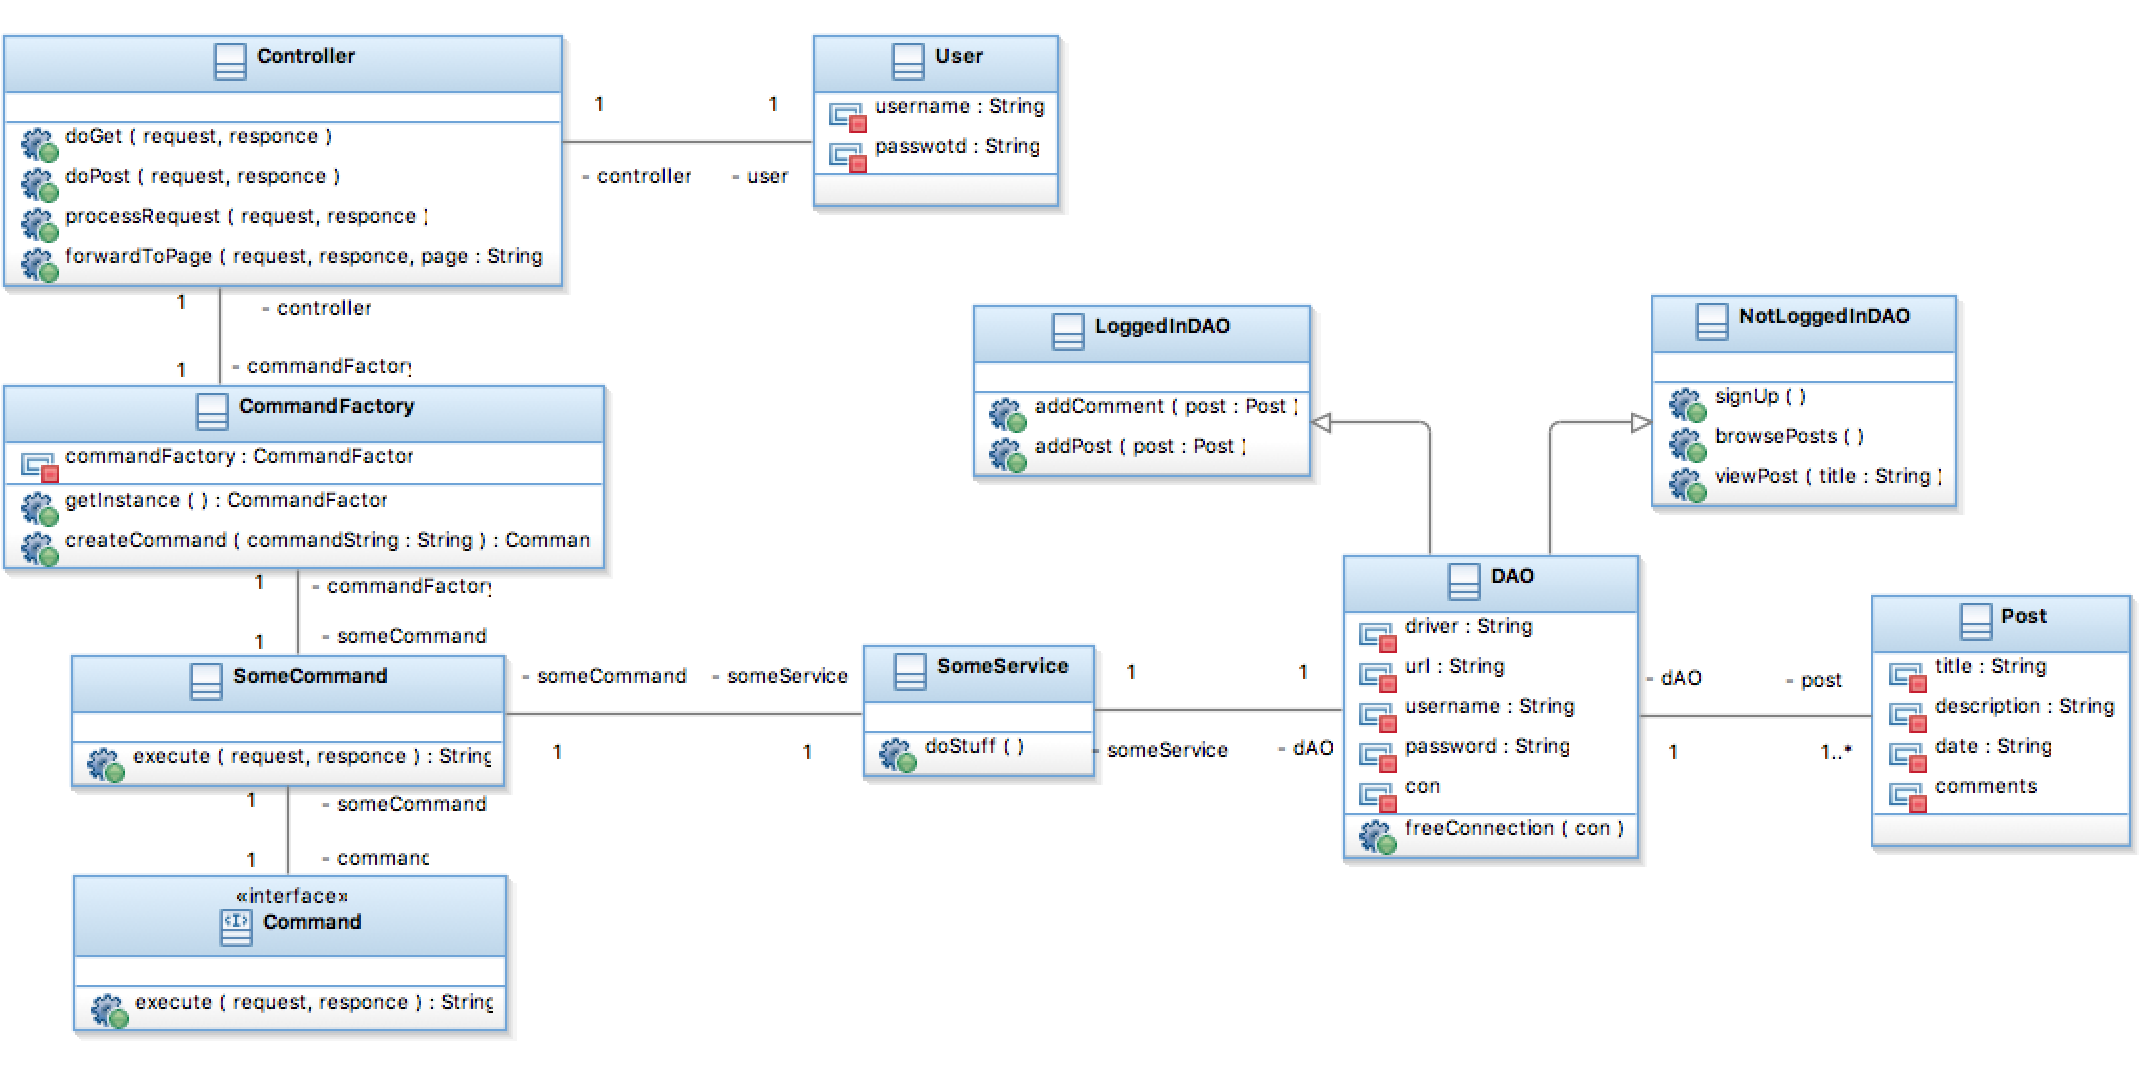 Controller
doGet ( request, responce )
doPost ( request, responce )
processRequest ( request, responce )
forwardToPage ( request, responce, page : String
1
1
- controller
- user
User
username : String
passwotd : String
1
- controller
1
- commandFactory
CommandFactory
commandFactory : CommandFactor
getInstance ( ) : CommandFactor
createCommand ( commandString : String ) : Comman
1
- commandFactory
1
- someCommand
SomeCommand
execute ( request, responce ) : String
- someCommand
- someService
1
1
1
- someCommand
1
- command
«interface»
Command
execute ( request, responce ) : String
SomeService
doStuff ( )
1
1
- someService
- dAO
LoggedInDAO
addComment ( post : Post )
addPost ( post : Post )
NotLoggedInDAO
signUp ( )
browsePosts ( )
viewPost ( title : String )
DAO
driver : String
url : String
username : String
password : String
con
freeConnection ( con )
- dAO
- post
1
1..*
Post
title : String
description : String
date : String
comments